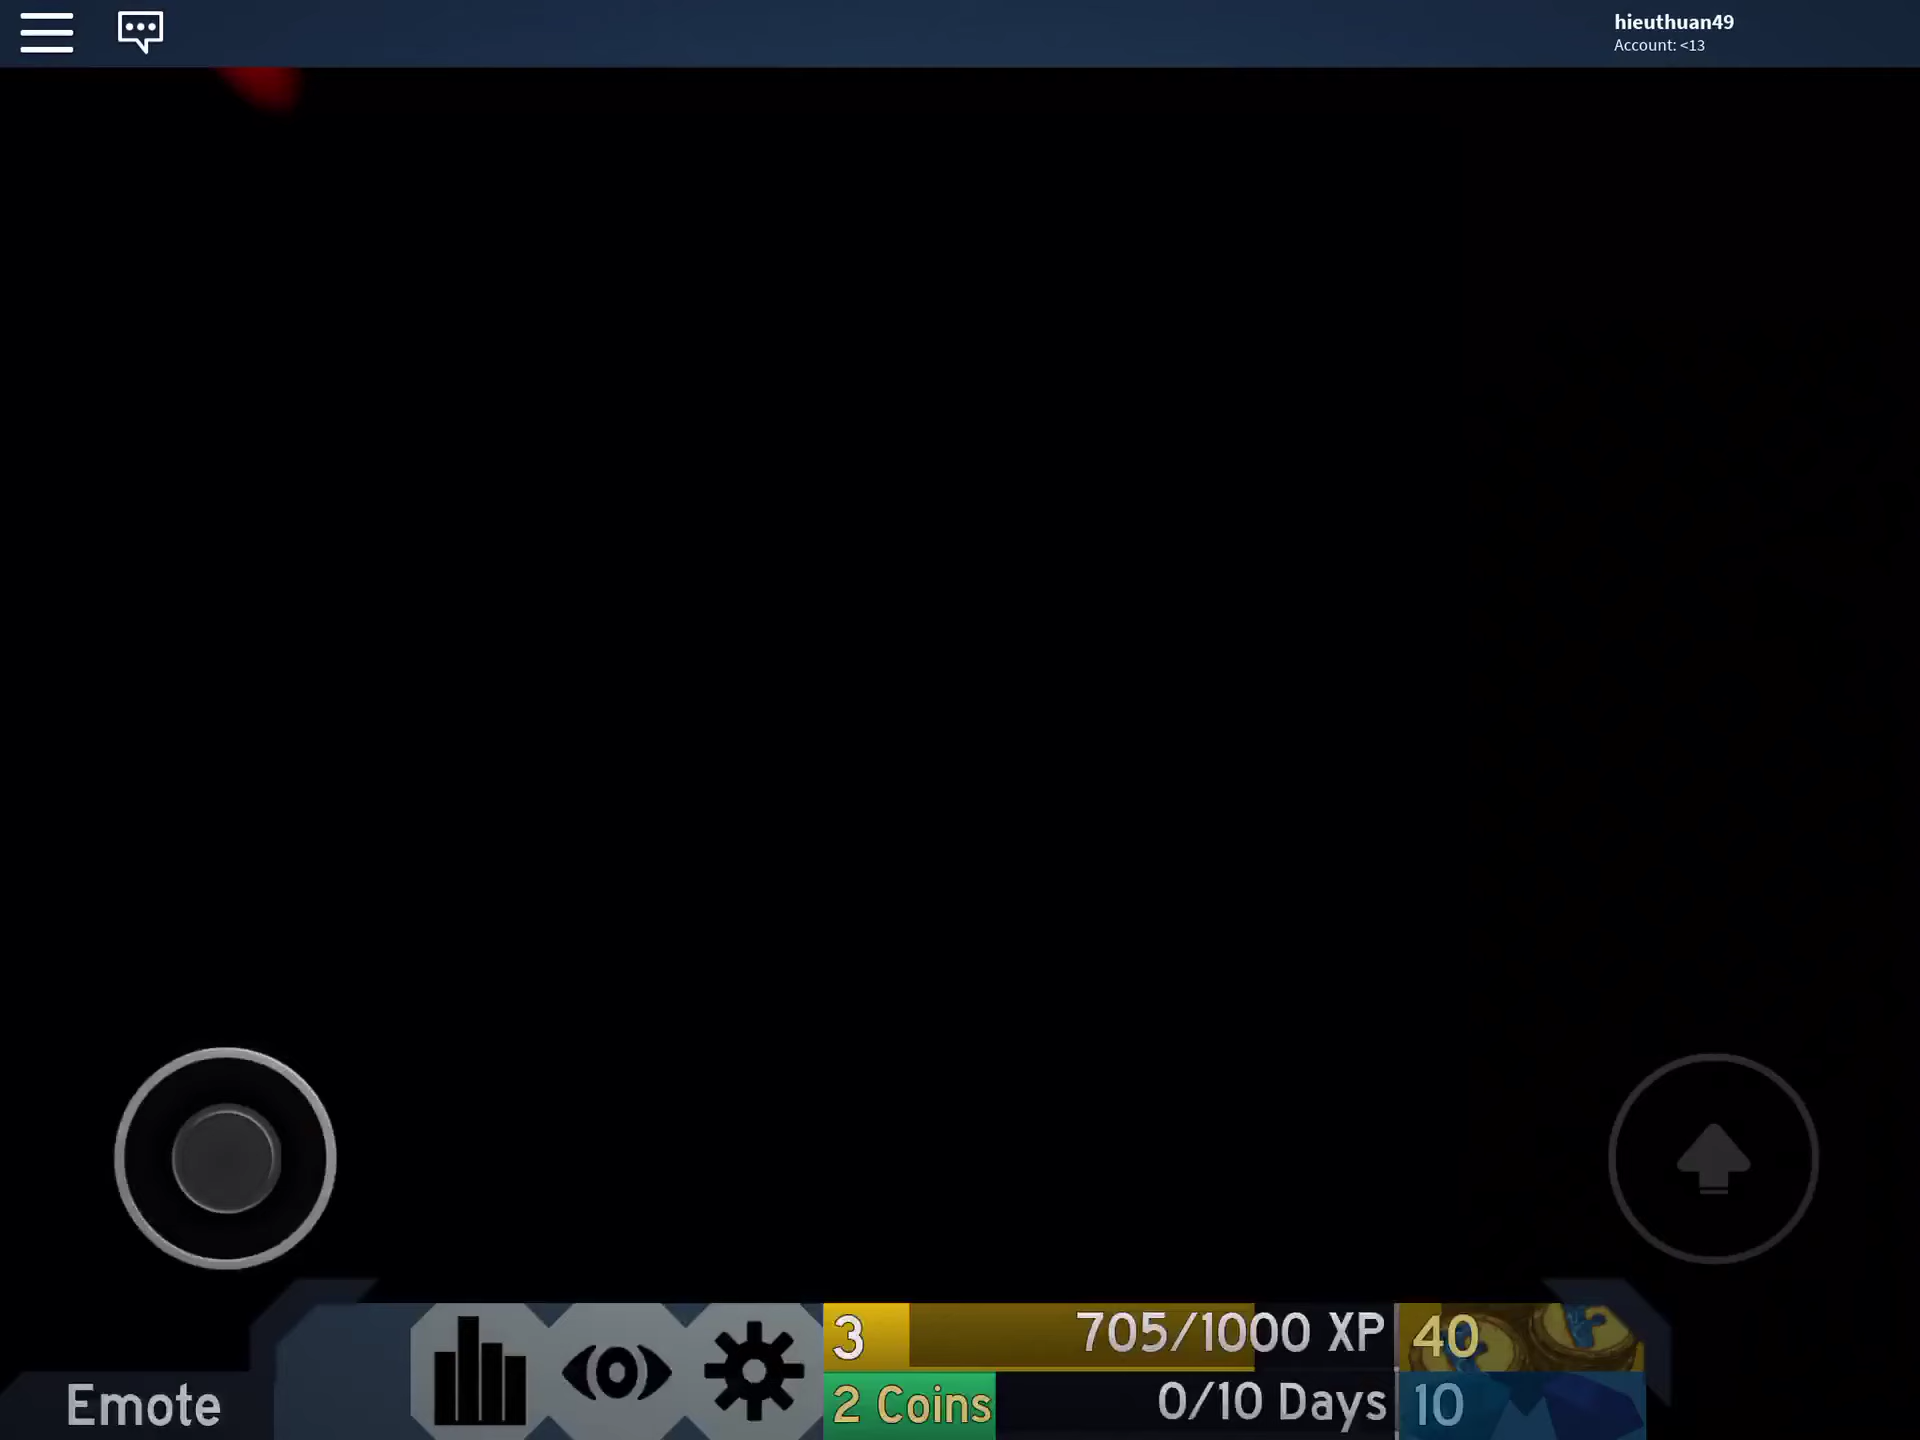 hieuthuan49
Account: <13
3
705/1000 XP
40
2 Coins
0/10 Days
10
Emote